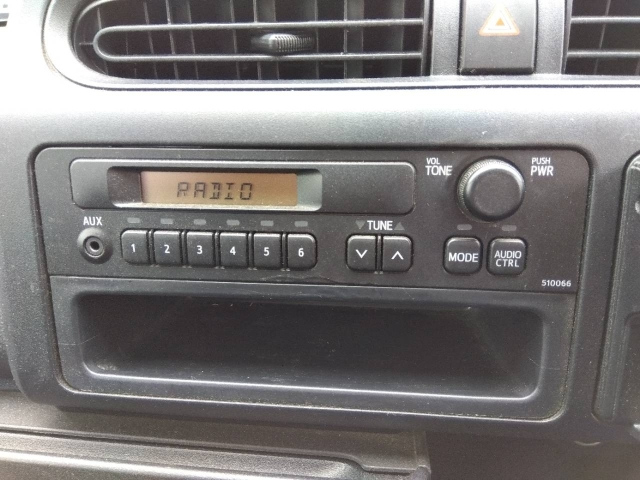 RADIO
VOL
TONE
PUSH
PWR
AUX
1 2 3 4 5 6
TUNE
MODE
AUDIO
CTRL
510066